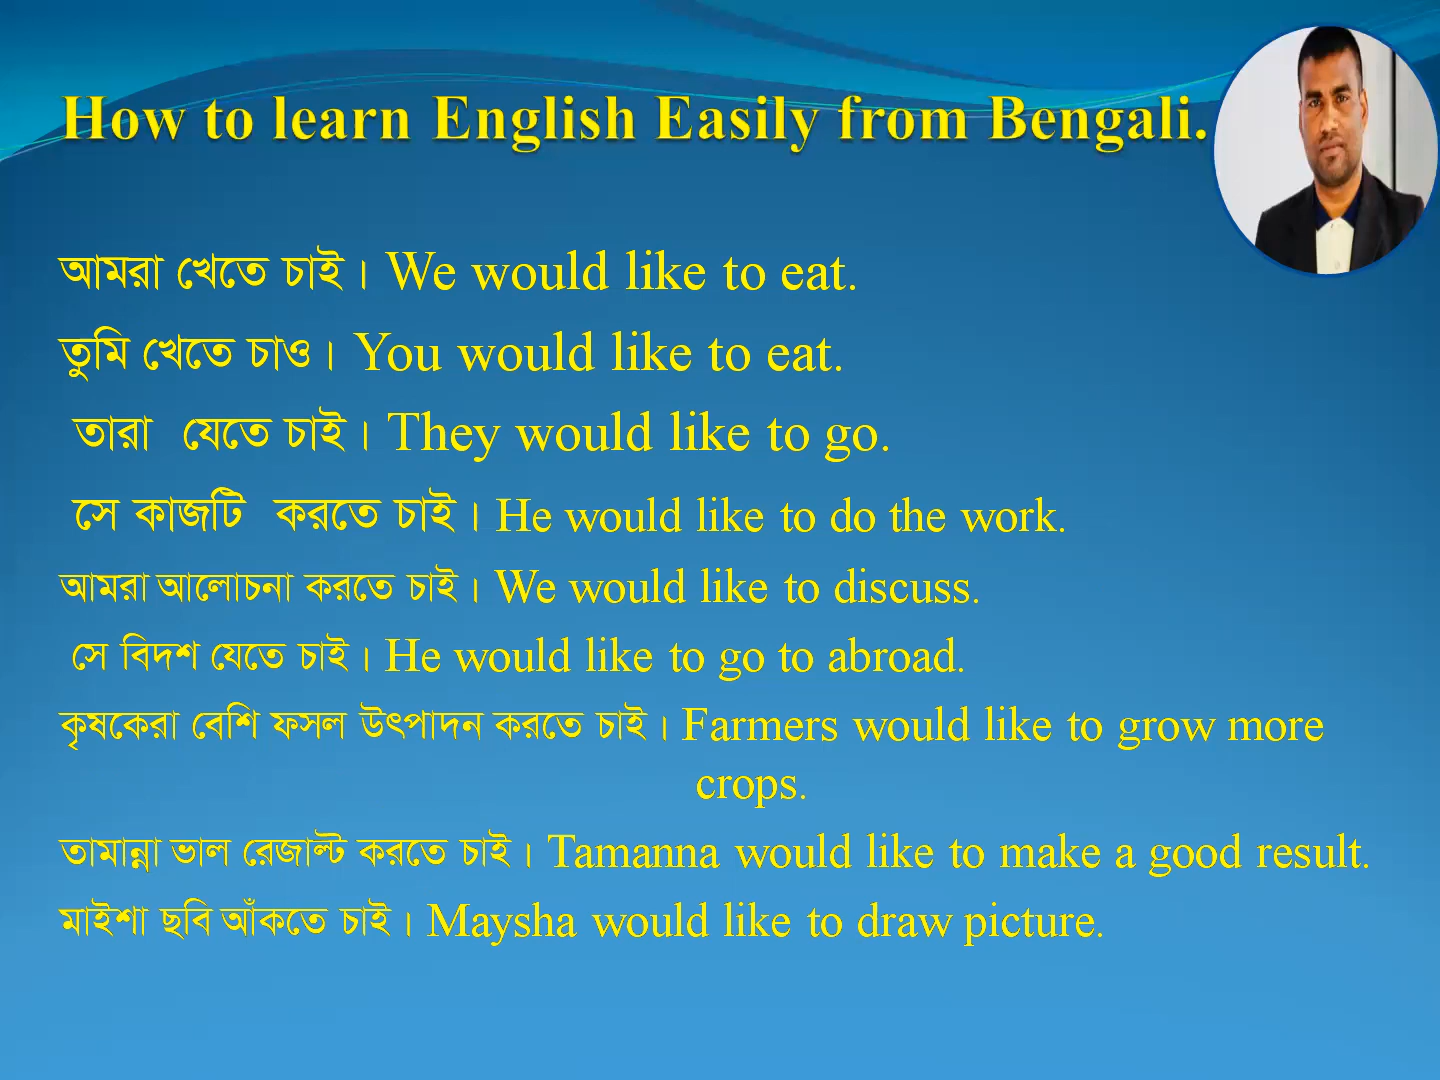 How to learn English Easily from Bengali.
আমরা খেতে চাই। We would like to eat.
তুমি খেতে চাও। You would like to eat.
তারা যেতে চাই। They would like to go.
সে কাজটি করতে চাই। He would like to do the work.
আমরা আলোচনা করতে চাই। We would like to discuss.
সে বিদশ যেতে চাই। He would like to go to abroad.
কৃষকেরা বেশি ফসল উৎপাদন করতে চাই। Farmers would like to grow more
crops.
তামান্না ভাল রেজাল্ট করতে চাই। Tamanna would like to make a good result.
মাইশা ছবি আঁকতে চাই। Maysha would like to draw picture.